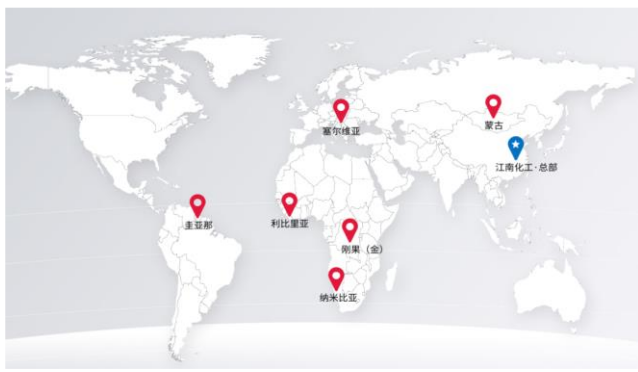 塞尔维亚
蒙古
江南化工·总部
圭亚那
利比里亚
刚果（金）
纳米比亚